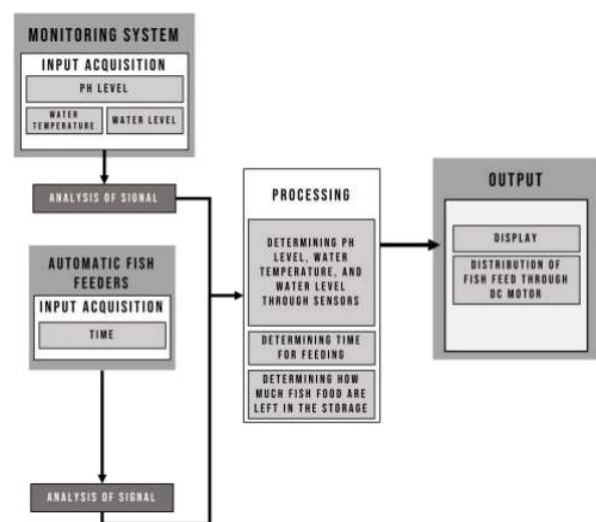 MONITORING SYSTEM
INPUT ACQUISITION
PH LEVEL
WATER
TEMPERATURE
WATER LEVEL
ANALYSIS OF SIGNAL
AUTOMATIC FISH
FEEDERS
INPUT ACQUISITION
TIME
ANALYSIS OF SIGNAL
PROCESSING
DETERMINING PH
LEVEL, WATER
TEMPERATURE, AND
WATER LEVEL
THROUGH SENSORS
DETERMINING TIME
FOR FEEDING
DETERMINING HOW
MUCH FISH FOOD ARE
LEFT IN THE STORAGE
OUTPUT
DISPLAY
DISTRIBUTION OF
FISH FEED THROUGH
DC MOTOR